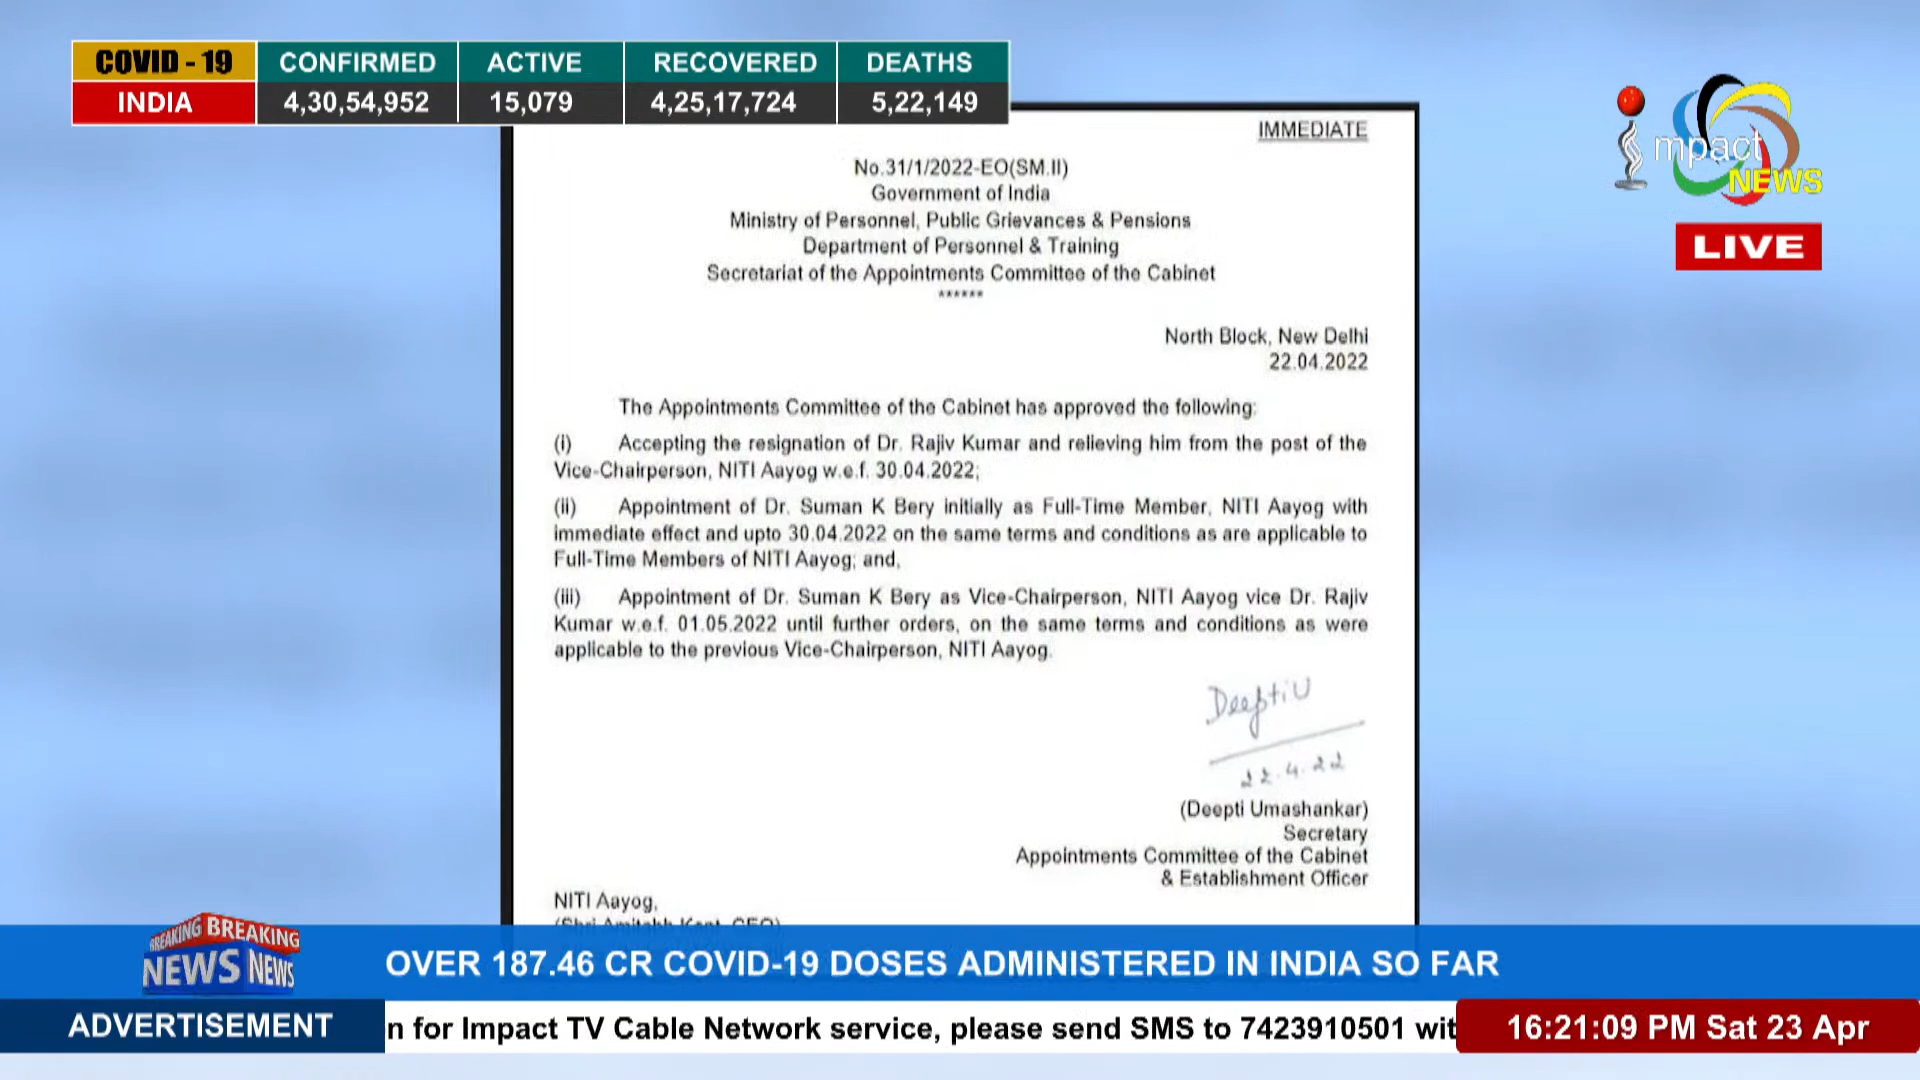 COVID - 19 CONFIRMED ACTIVE RECOVERED DEATHS
INDIA 4,30,54,952 15,079 4,25,17,724 5,22,149
mpact
NEWS
LIVE
IMMEDIATE
No.31/1/2022-EO(SM.II)
Government of India
Ministry of Personnel, Public Grievances & Pensions
Department of Personnel & Training
Secretariat of the Appointments Committee of the Cabinet
******
North Block, New Delhi
22.04.2022
The Appointments Committee of the Cabinet has approved the following:
(i) Accepting the resignation of Dr. Rajiv Kumar and relieving him from the post of the
Vice-Chairperson, NITI Aayog w.e.f. 30.04.2022;
(ii) Appointment of Dr. Suman K Bery initially as Full-Time Member, NITI Aayog with
immediate effect and upto 30.04.2022 on the same terms and conditions as are applicable to
Full-Time Members of NITI Aayog; and,
(iii) Appointment of Dr. Suman K Bery as Vice-Chairperson, NITI Aayog vice Dr. Rajiv
Kumar w.e.f. 01.05.2022 until further orders, on the same terms and conditions as were
applicable to the previous Vice-Chairperson, NITI Aayog.
Deepti U
22.4.22
(Deepti Umashankar)
Secretary
Appointments Committee of the Cabinet
& Establishment Officer
NITI Aayog,
(Shri Amitabh Kant, CEO)
BREAKING BREAKING
NEWS NEWS
OVER 187.46 CR COVID-19 DOSES ADMINISTERED IN INDIA SO FAR
ADVERTISEMENT
n for Impact TV Cable Network service, please send SMS to 7423910501 wit
16:21:09 PM Sat 23 Apr